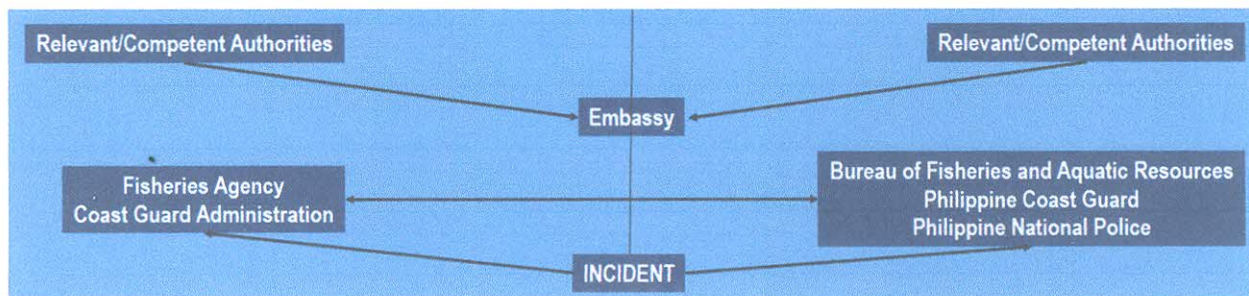 Relevant/Competent Authorities
Relevant/Competent Authorities
Embassy
Fisheries Agency
Coast Guard Administration
Bureau of Fisheries and Aquatic Resources
Philippine Coast Guard
Philippine National Police
INCIDENT